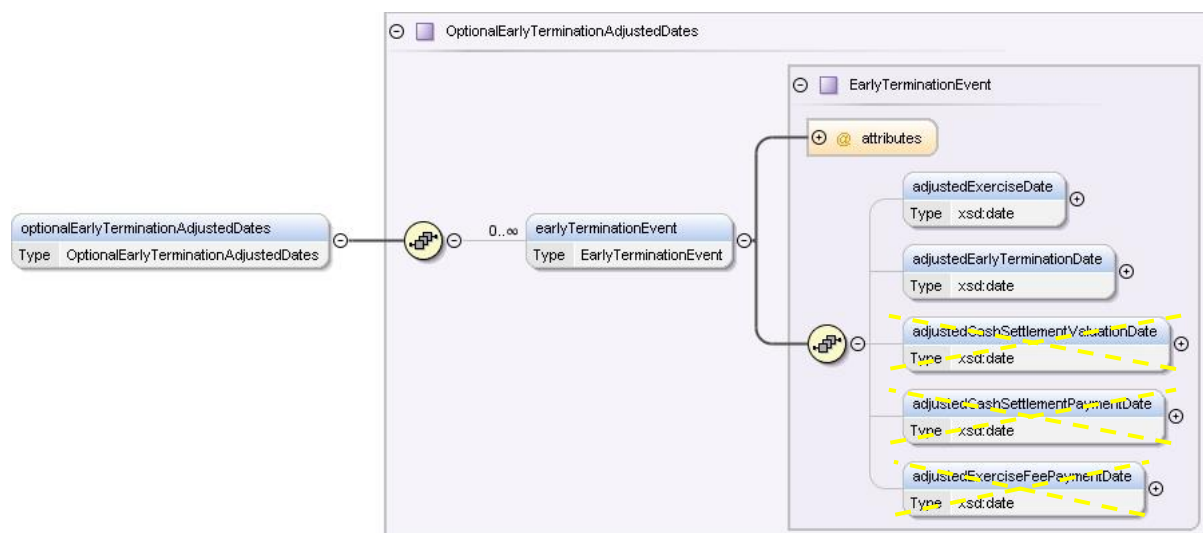 OptionalEarlyTerminationAdjustedDates
EarlyTerminationEvent
@ attributes
adjustedExerciseDate
Type xsd:date
optionalEarlyTerminationAdjustedDates
Type OptionalEarlyTerminationAdjustedDates
0..∞
earlyTerminationEvent
Type EarlyTerminationEvent
adjustedEarlyTerminationDate
Type xsd:date
adjustedCashSettlementValuationDate
Type xsd:date
adjustedCashSettlementPaymentDate
Type xsd:date
adjustedExerciseFeePaymentDate
Type xsd:date